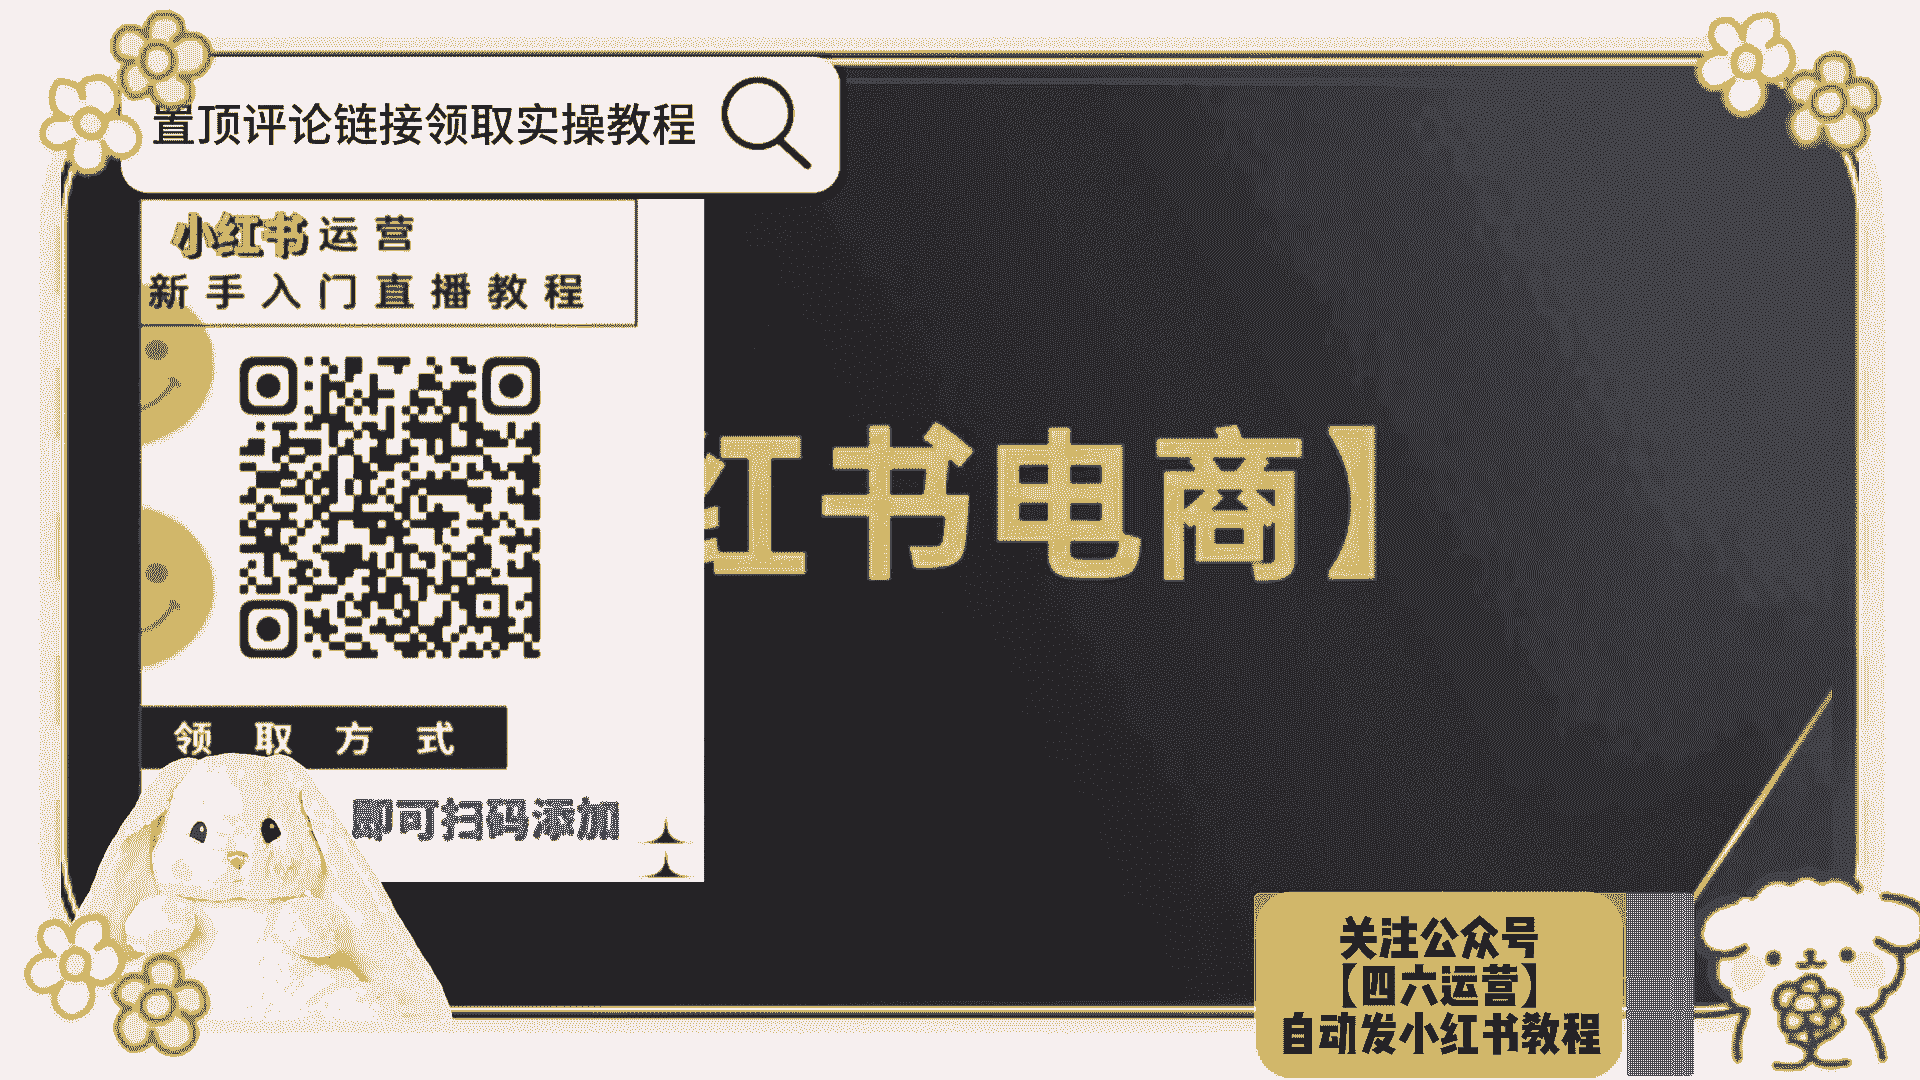 置顶评论链接领取实操教程
小红书运营
新手入门直播教程
红书电商】
领取方式
即可扫码添加
关注公众号
【四六运营】
自动发小红书教程